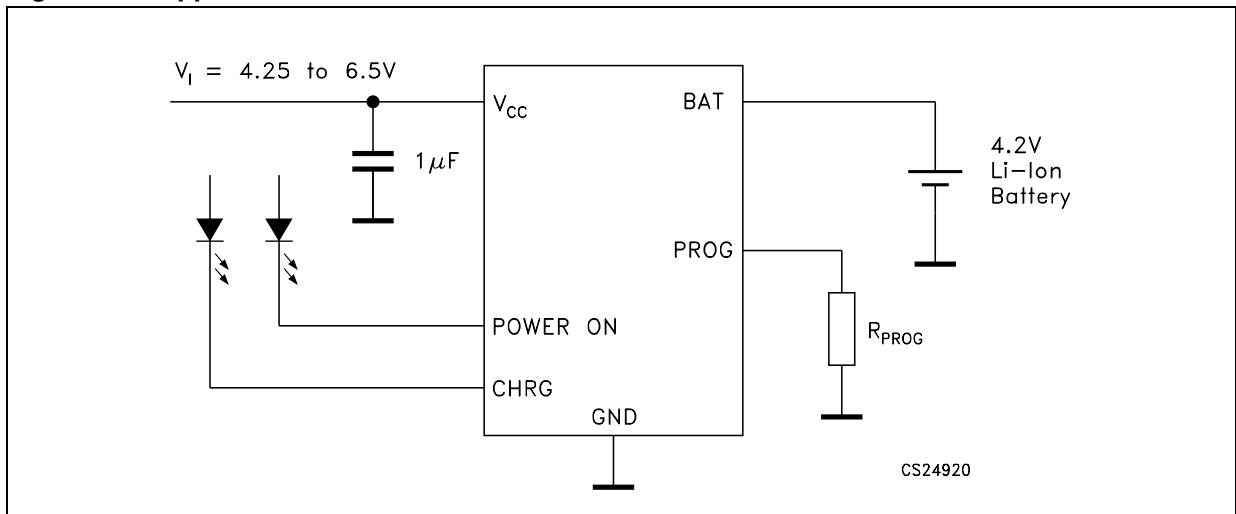 V_I = 4.25 to 6.5V
V_CC
BAT
1μF
4.2V
Li-Ion
Battery
PROG
POWER ON
R_PROG
CHRG
GND
CS24920